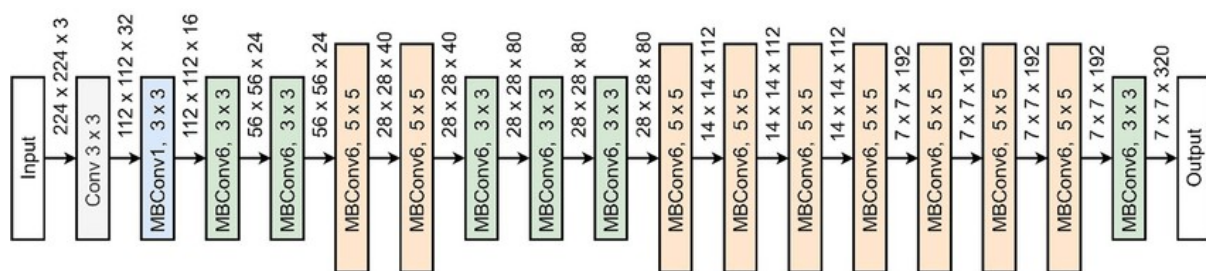 Input
224 x 224 x 3
Conv 3 x 3
112 x 112 x 32
MBConv1, 3 x 3
112 x 112 x 16
MBConv6, 3 x 3
56 x 56 x 24
MBConv6, 3 x 3
56 x 56 x 24
MBConv6, 5 x 5
28 x 28 x 40
MBConv6, 5 x 5
28 x 28 x 40
MBConv6, 3 x 3
28 x 28 x 80
MBConv6, 3 x 3
28 x 28 x 80
MBConv6, 3 x 3
28 x 28 x 80
MBConv6, 5 x 5
14 x 14 x 112
MBConv6, 5 x 5
14 x 14 x 112
MBConv6, 5 x 5
14 x 14 x 112
MBConv6, 5 x 5
7 x 7 x 192
MBConv6, 5 x 5
7 x 7 x 192
MBConv6, 5 x 5
7 x 7 x 192
MBConv6, 5 x 5
7 x 7 x 192
MBConv6, 3 x 3
7 x 7 x 320
Output